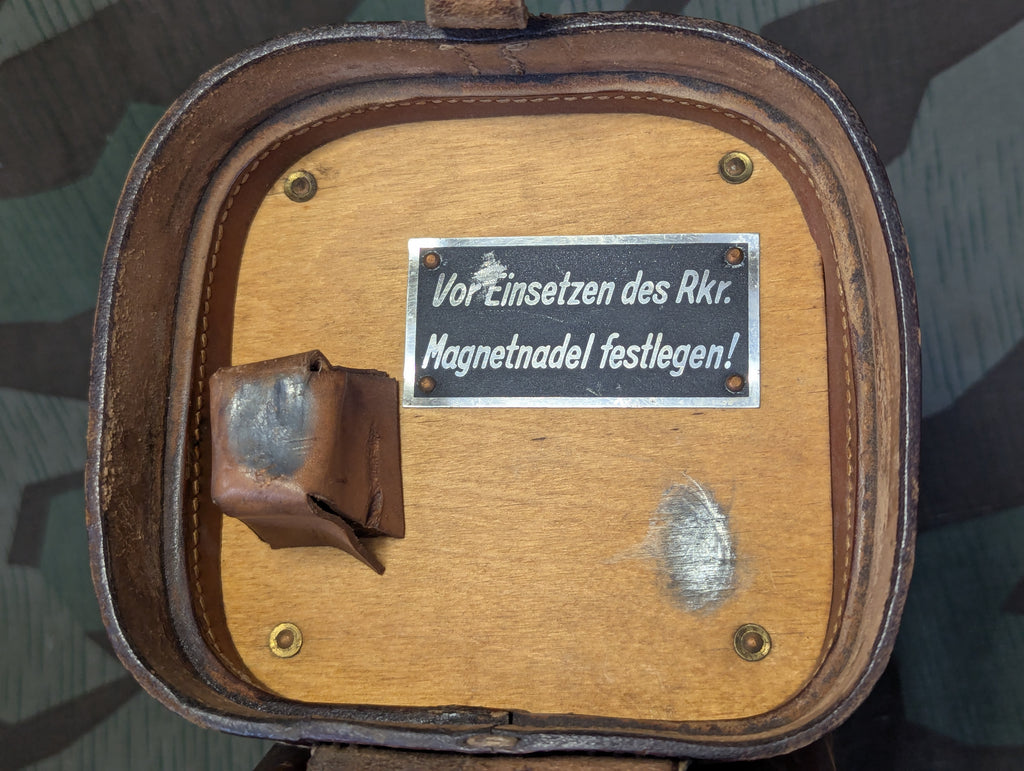 Vor Einsetzen des Rkr.
Magnetnadel festlegen!